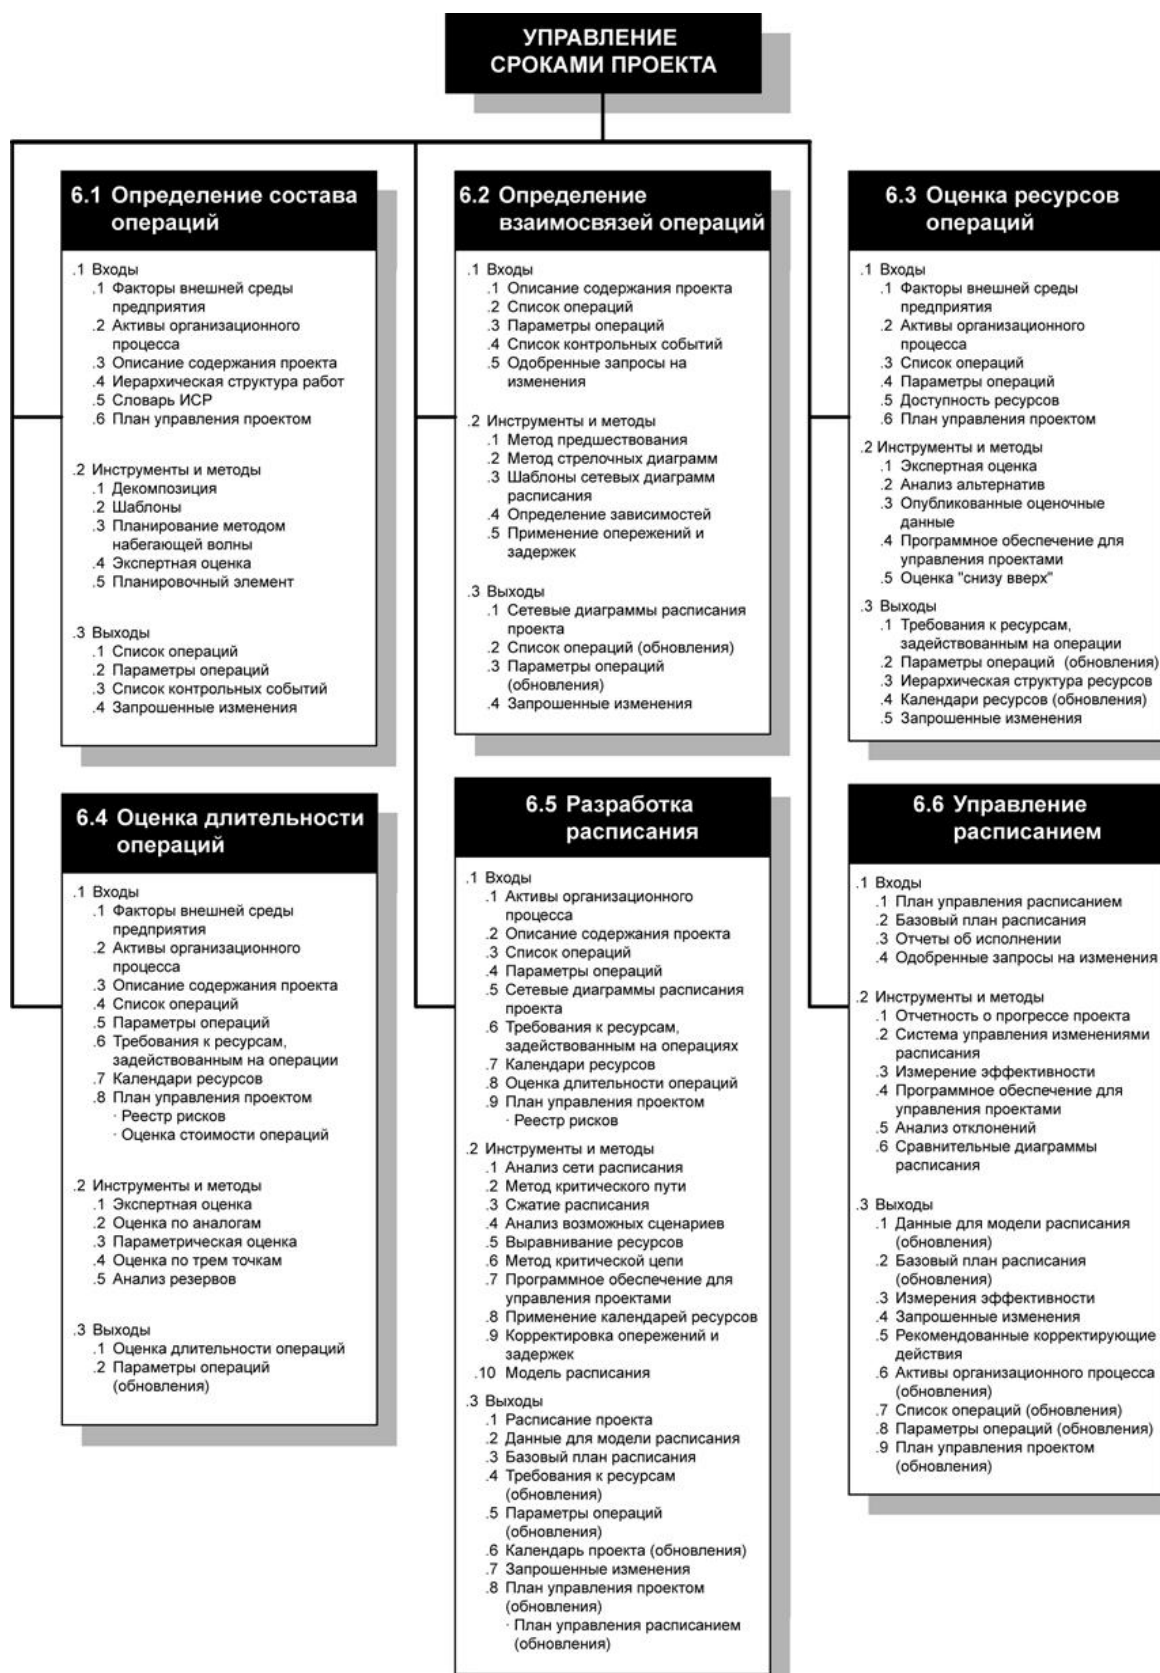 УПРАВЛЕНИЕ
СРОКАМИ ПРОЕКТА
6.1 Определение состава
операций
.1 Входы
.1 Факторы внешней среды
предприятия
.2 Активы организационного
процесса
.3 Описание содержания проекта
.4 Иерархическая структура работ
.5 Словарь ИСР
.6 План управления проектом
.2 Инструменты и методы
.1 Декомпозиция
.2 Шаблоны
.3 Планирование методом
набегающей волны
.4 Экспертная оценка
.5 Планировочный элемент
.3 Выходы
.1 Список операций
.2 Параметры операций
.3 Список контрольных событий
.4 Запрошенные изменения
6.2 Определение
взаимосвязей операций
.1 Входы
.1 Описание содержания проекта
.2 Список операций
.3 Параметры операций
.4 Список контрольных событий
.5 Одобренные запросы на
изменения
.2 Инструменты и методы
.1 Метод предшествования
.2 Метод стрелочных диаграмм
.3 Шаблоны сетевых диаграмм
расписания
.4 Определение зависимостей
.5 Применение опережений и
задержек
.3 Выходы
.1 Сетевые диаграммы расписания
проекта
.2 Список операций (обновления)
.3 Параметры операций
(обновления)
.4 Запрошенные изменения
6.3 Оценка ресурсов
операций
.1 Входы
.1 Факторы внешней среды
предприятия
.2 Активы организационного
процесса
.3 Список операций
.4 Параметры операций
.5 Доступность ресурсов
.6 План управления проектом
.2 Инструменты и методы
.1 Экспертная оценка
.2 Анализ альтернатив
.3 Опубликованные оценочные
данные
.4 Программное обеспечение для
управления проектами
.5 Оценка "снизу вверх"
.3 Выходы
.1 Требования к ресурсам,
задействованным на операции
.2 Параметры операций (обновления)
.3 Иерархическая структура ресурсов
.4 Календари ресурсов (обновления)
.5 Запрошенные изменения
6.4 Оценка длительности
операций
.1 Входы
.1 Факторы внешней среды
предприятия
.2 Активы организационного
процесса
.3 Описание содержания проекта
.4 Список операций
.5 Параметры операций
.6 Требования к ресурсам,
задействованным на операции
.7 Календари ресурсов
.8 План управления проектом
· Реестр рисков
· Оценка стоимости операций
.2 Инструменты и методы
.1 Экспертная оценка
.2 Оценка по аналогам
.3 Параметрическая оценка
.4 Оценка по трем точкам
.5 Анализ резервов
.3 Выходы
.1 Оценка длительности операций
.2 Параметры операций
(обновления)
6.5 Разработка
расписания
.1 Входы
.1 Активы организационного
процесса
.2 Описание содержания проекта
.3 Список операций
.4 Параметры операций
.5 Сетевые диаграммы расписания
проекта
.6 Требования к ресурсам,
задействованным на операциях
.7 Календари ресурсов
.8 Оценка длительности операций
.9 План управления проектом
· Реестр рисков
.2 Инструменты и методы
.1 Анализ сети расписания
.2 Метод критического пути
.3 Сжатие расписания
.4 Анализ возможных сценариев
.5 Выравнивание ресурсов
.6 Метод критической цепи
.7 Программное обеспечение для
управления проектами
.8 Применение календарей ресурсов
.9 Корректировка опережений и
задержек
.10 Модель расписания
.3 Выходы
.1 Расписание проекта
.2 Данные для модели расписания
.3 Базовый план расписания
.4 Требования к ресурсам
(обновления)
.5 Параметры операций
(обновления)
.6 Календарь проекта (обновления)
.7 Запрошенные изменения
.8 План управления проектом
(обновления)
· План управления расписанием
(обновления)
6.6 Управление
расписанием
.1 Входы
.1 План управления расписанием
.2 Базовый план расписания
.3 Отчеты об исполнении
.4 Одобренные запросы на изменения
.2 Инструменты и методы
.1 Отчетность о прогрессе проекта
.2 Система управления изменениями
расписания
.3 Измерение эффективности
.4 Программное обеспечение для
управления проектами
.5 Анализ отклонений
.6 Сравнительные диаграммы
расписания
.3 Выходы
.1 Данные для модели расписания
(обновления)
.2 Базовый план расписания
(обновления)
.3 Измерения эффективности
.4 Запрошенные изменения
.5 Рекомендованные корректирующие
действия
.6 Активы организационного процесса
(обновления)
.7 Список операций (обновления)
.8 Параметры операций (обновления)
.9 План управления проектом
(обновления)